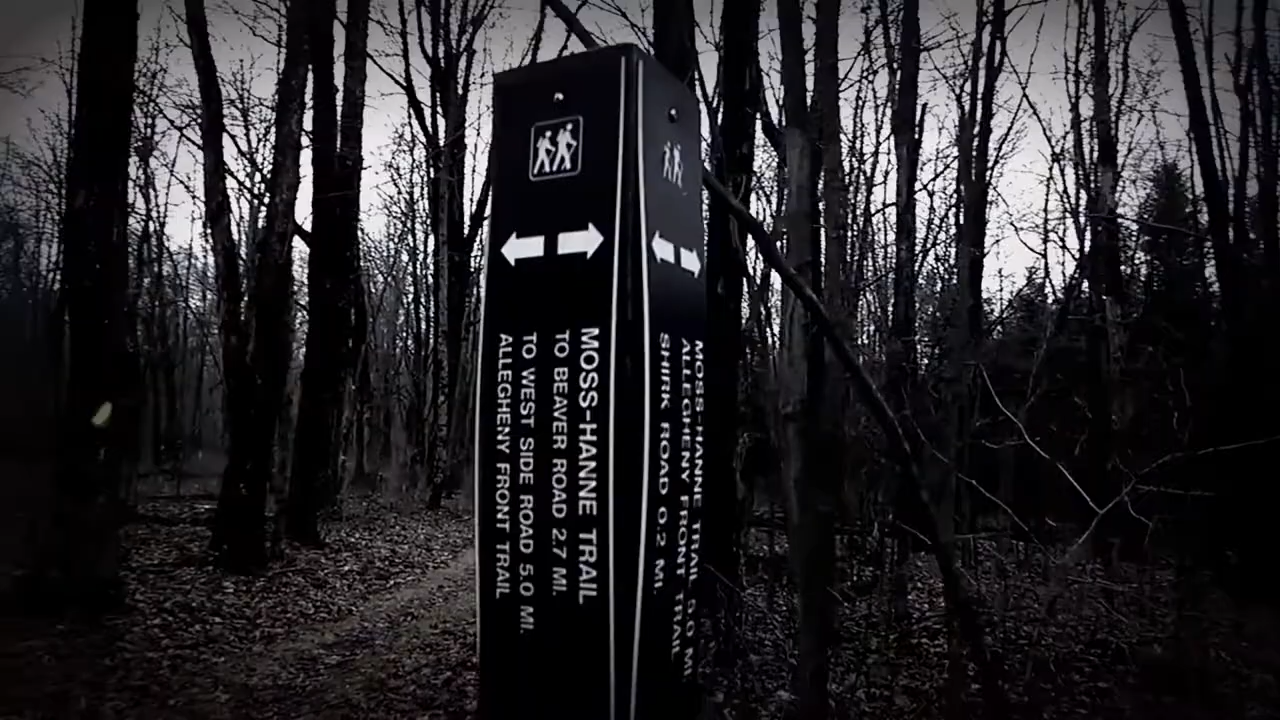 MOSS-HANNE TRAIL
TO BEAVER ROAD 2.7 MI.
TO WEST SIDE ROAD 5.0 MI.
ALLEGHENY FRONT TRAIL
MOSS-HANNE TRAIL 5.0 MI.
ALLEGHENY FRONT TRAIL
SHIRK ROAD 0.2 MI.